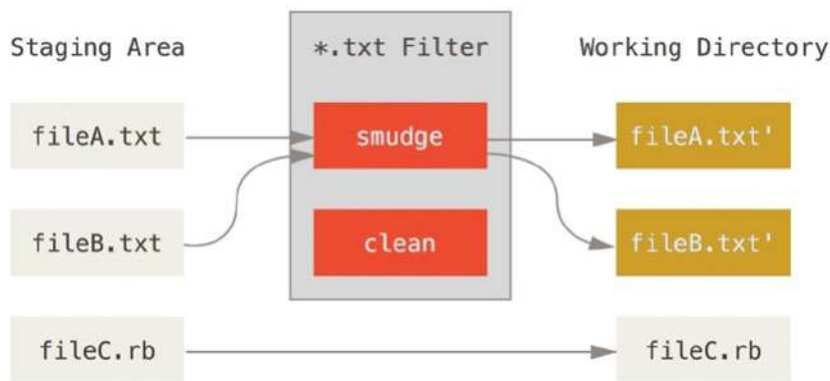 Staging Area
*.txt Filter
Working Directory
fileA.txt
smudge
fileA.txt'
fileB.txt
clean
fileB.txt'
fileC.rb
fileC.rb